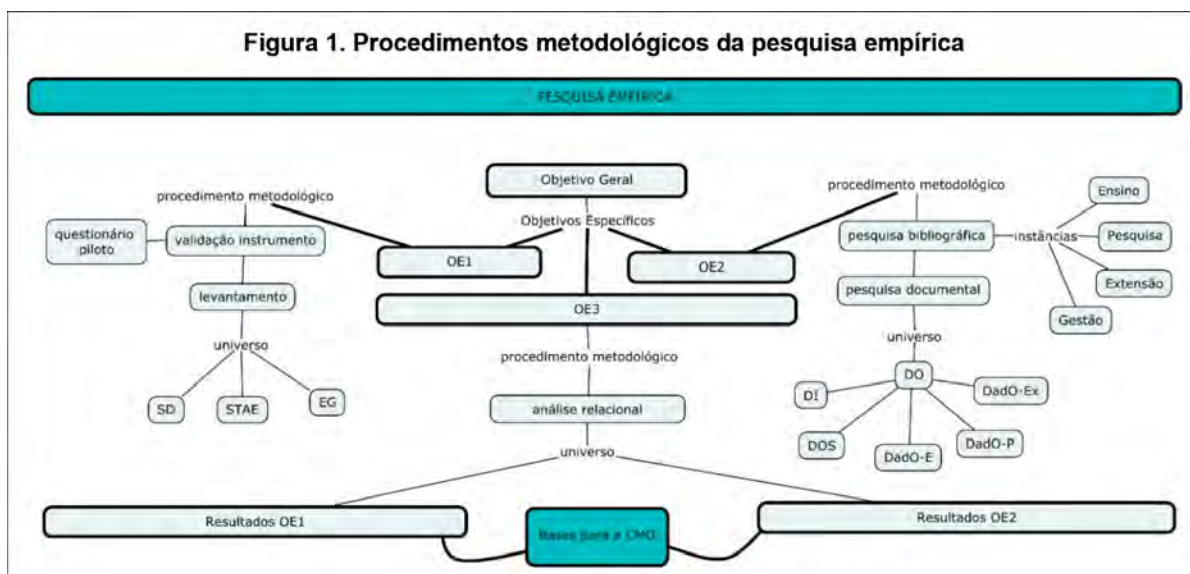 Figura 1. Procedimentos metodológicos da pesquisa empírica
PESQUISA EMPÍRICA
Objetivo Geral
Objetivos Específicos
procedimento metodológico
questionário
piloto
validação instrumento
levantamento
universo
SD
STAE
EG
OE1
OE2
OE3
procedimento metodológico
análise relacional
universo
procedimento metodológico
pesquisa bibliográfica
instâncias
Ensino
Pesquisa
Extensão
Gestão
pesquisa documental
universo
DO
DI
DOS
DadO-E
DadO-P
DadO-Ex
Resultados OE1
Bases para a CMO
Resultados OE2